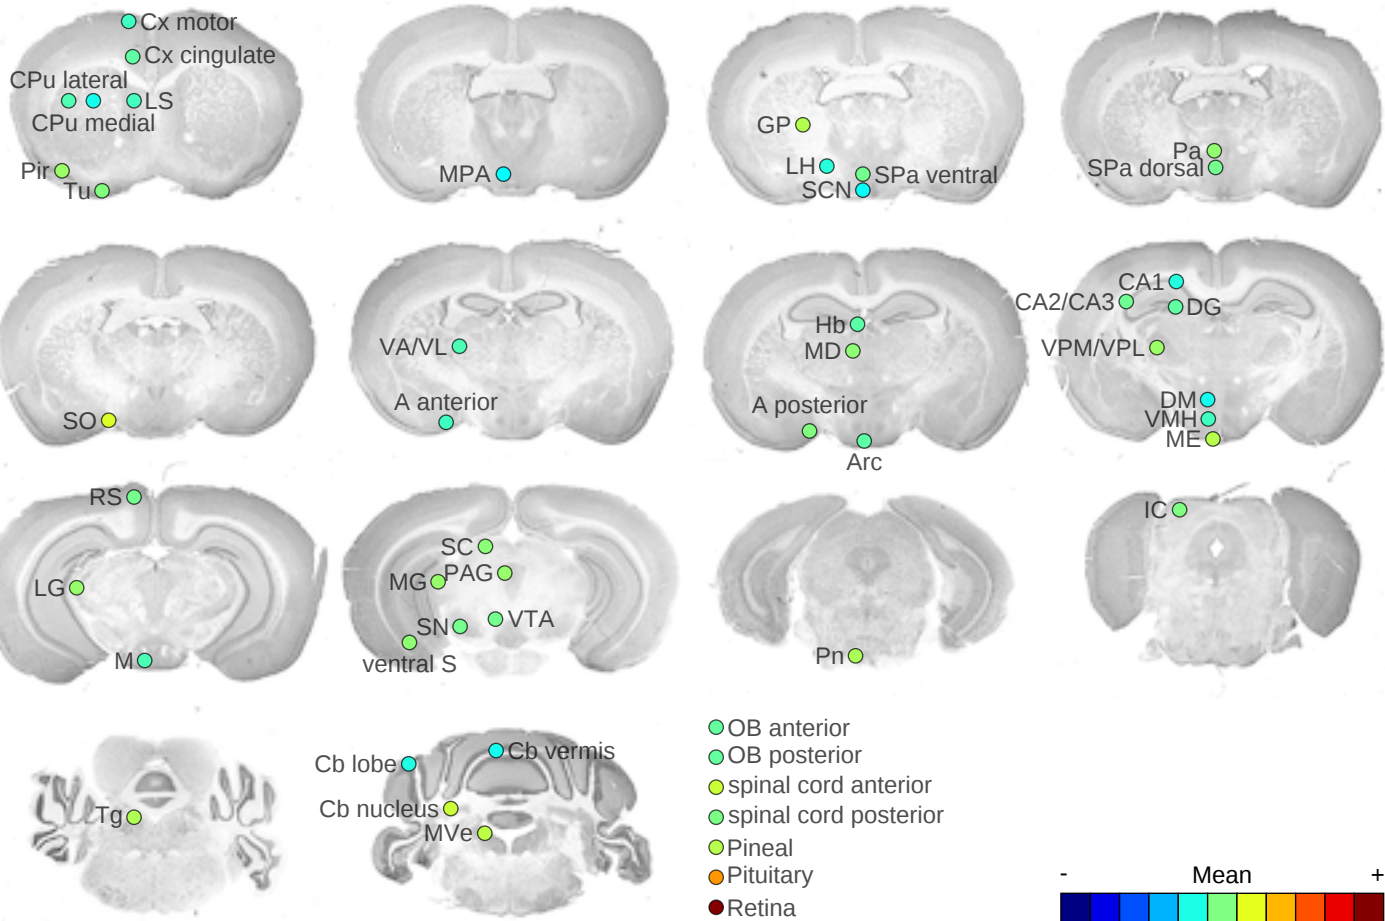 Cx motor
Cx cingulate
CPu lateral
LS
CPu medial
Pir
Tu
MPA
GP
LH
SPa ventral
SCN
Pa
SPa dorsal
SO
VA/VL
A anterior
Hb
MD
A posterior
Arc
CA1
CA2/CA3
DG
VPM/VPL
DM
VMH
ME
RS
LG
M
SC
MG
PAG
SN
VTA
ventral S
Pn
IC
Tg
Cb lobe
Cb vermis
Cb nucleus
MVe
OB anterior
OB posterior
spinal cord anterior
spinal cord posterior
Pineal
Pituitary
Retina
- Mean +